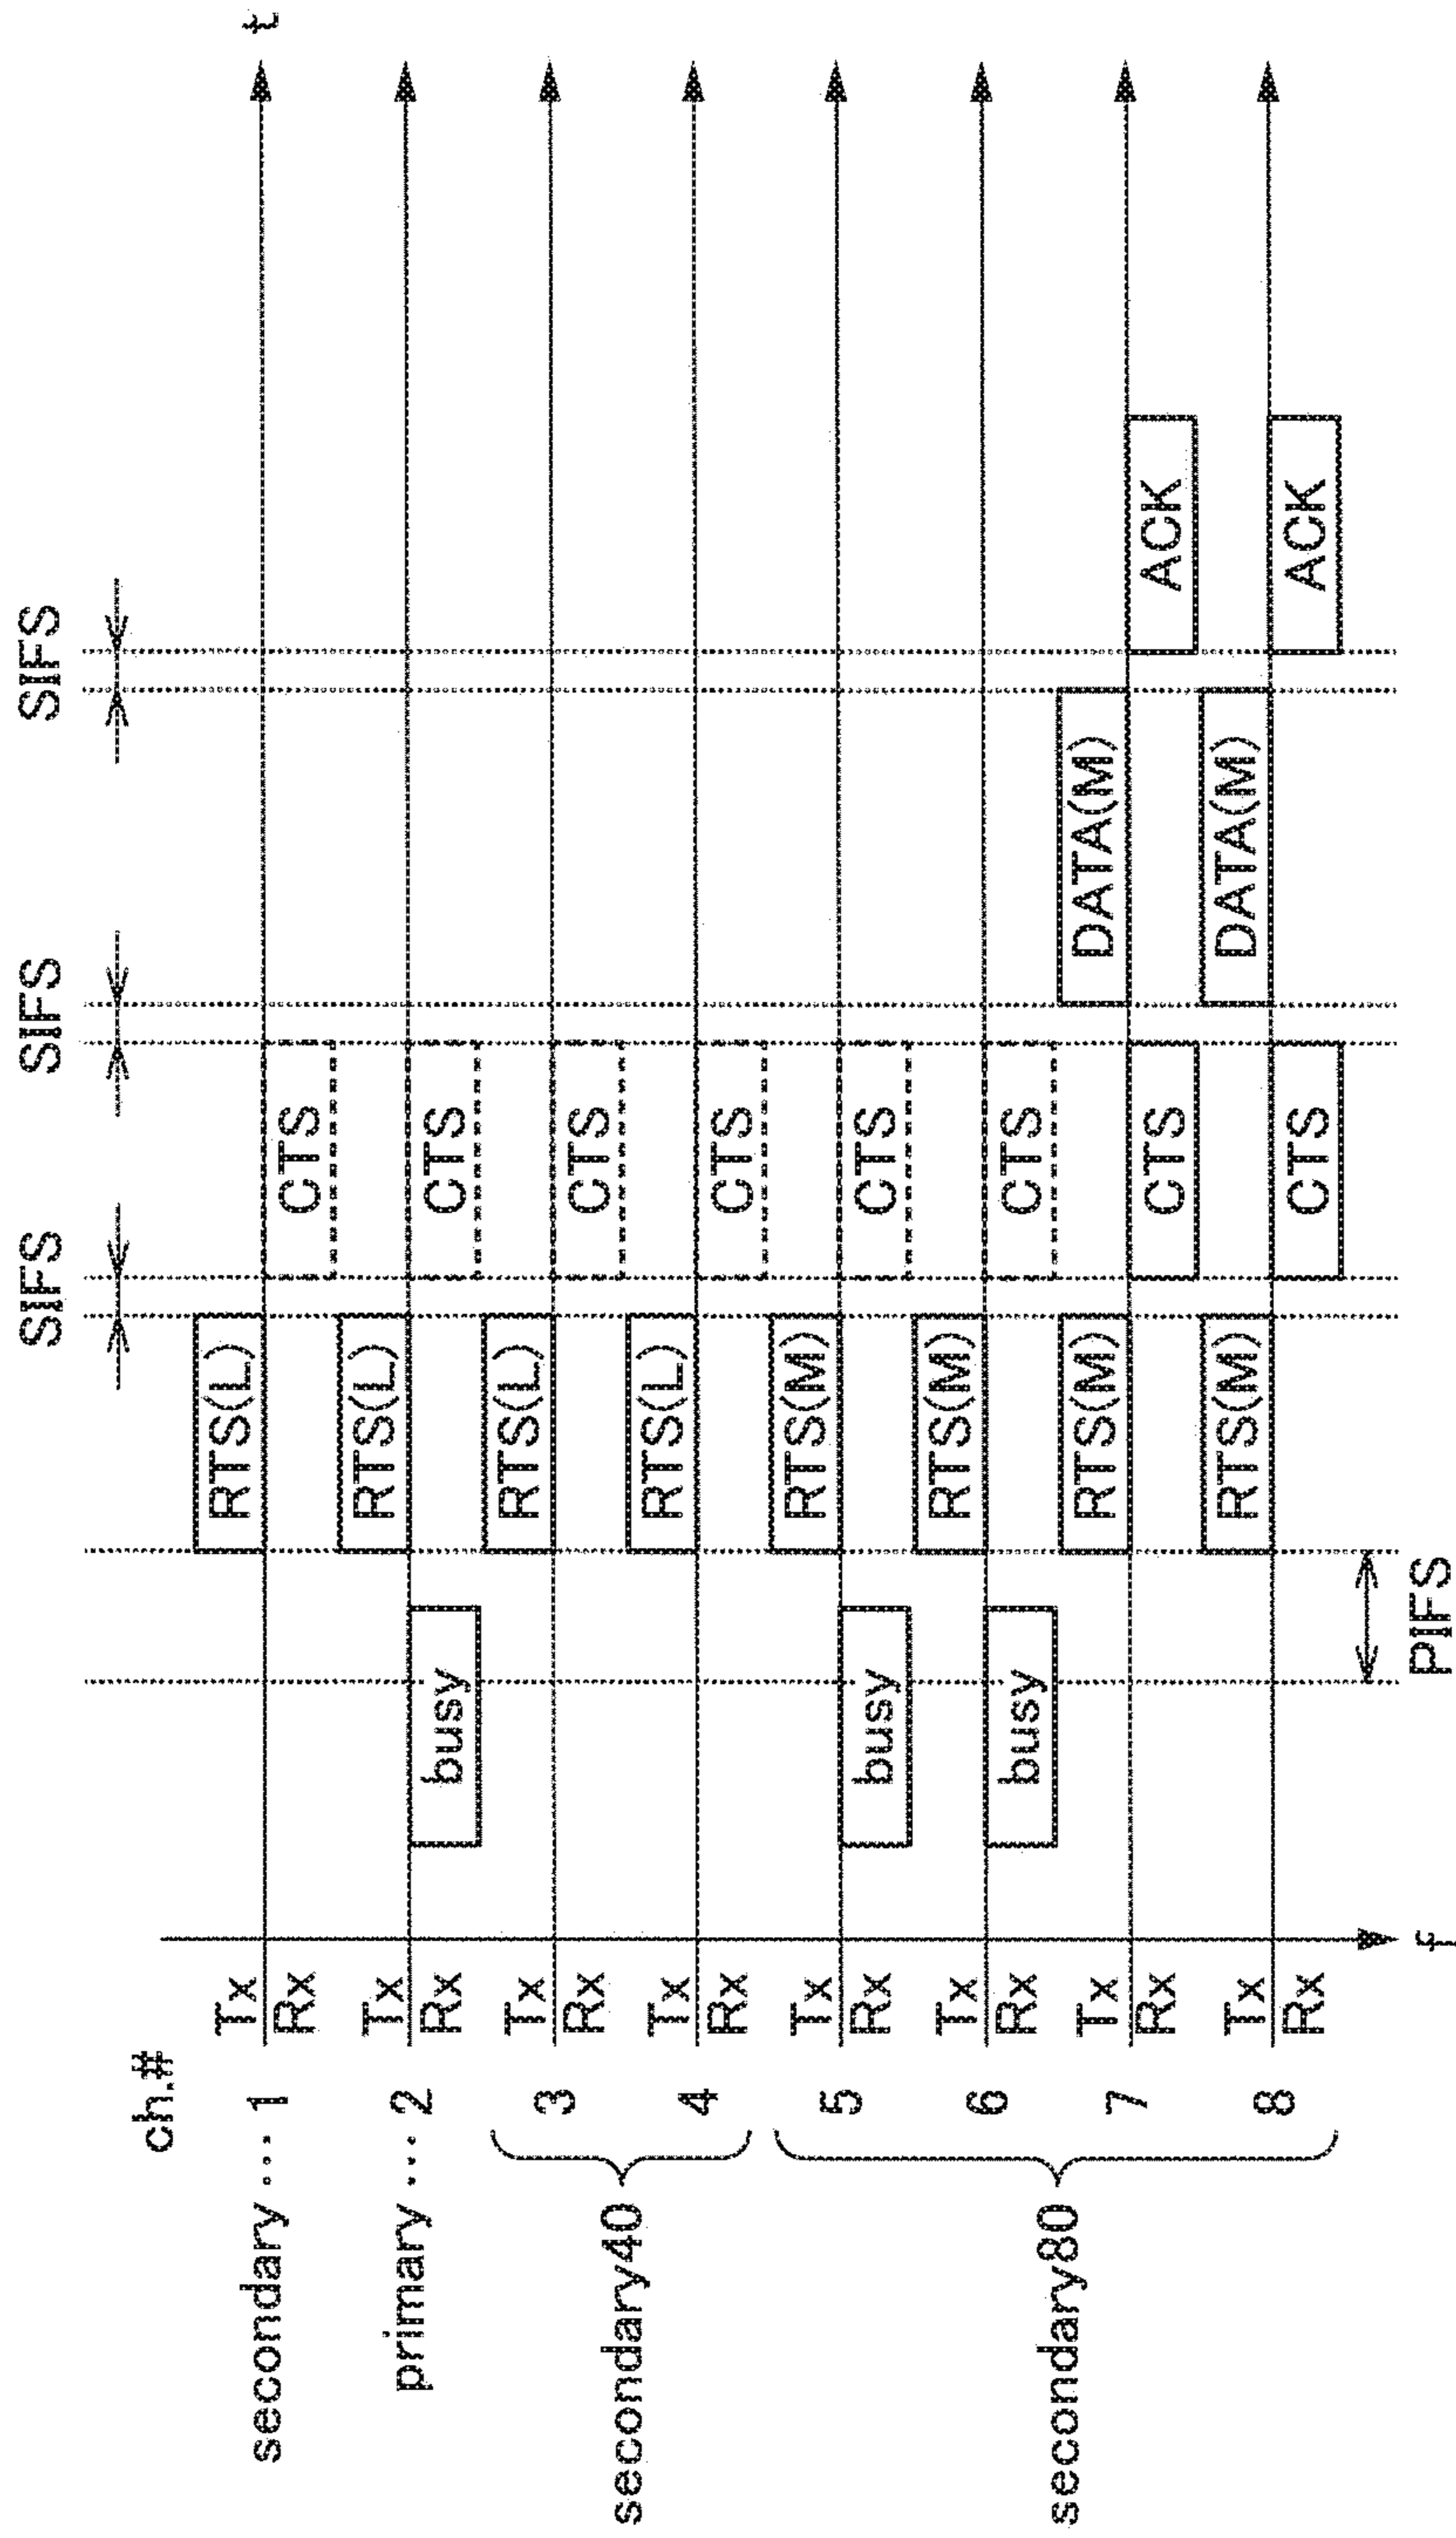 SIFS SIFS SIFS
ch.#
t
secondary ... 1 Tx RTS(L)
Rx CTS
primary ... 2 Tx RTS(L)
Rx busy CTS
secondary40
3 Tx RTS(L)
Rx CTS
4 Tx RTS(L)
Rx CTS
secondary80
5 Tx RTS(M)
Rx busy CTS
6 Tx RTS(M)
Rx busy CTS
7 Tx RTS(M) DATA(M)
Rx CTS ACK
8 Tx RTS(M) DATA(M)
Rx CTS ACK
f
PIFS